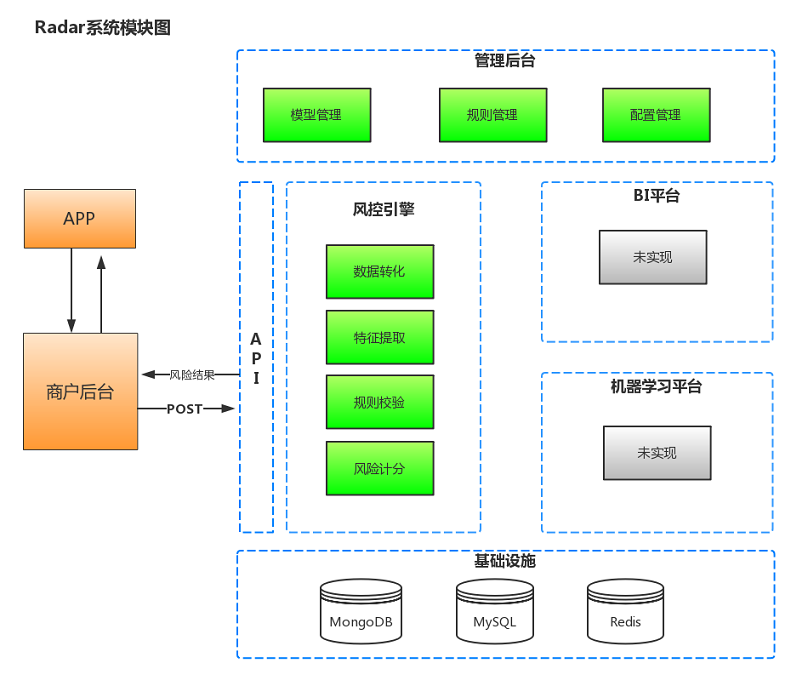 Radar系统模块图
管理后台
模型管理
规则管理
配置管理
APP
商户后台
风险结果
POST
A
P
I
风控引擎
数据转化
特征提取
规则校验
风险计分
BI平台
未实现
机器学习平台
未实现
基础设施
MongoDB
MySQL
Redis